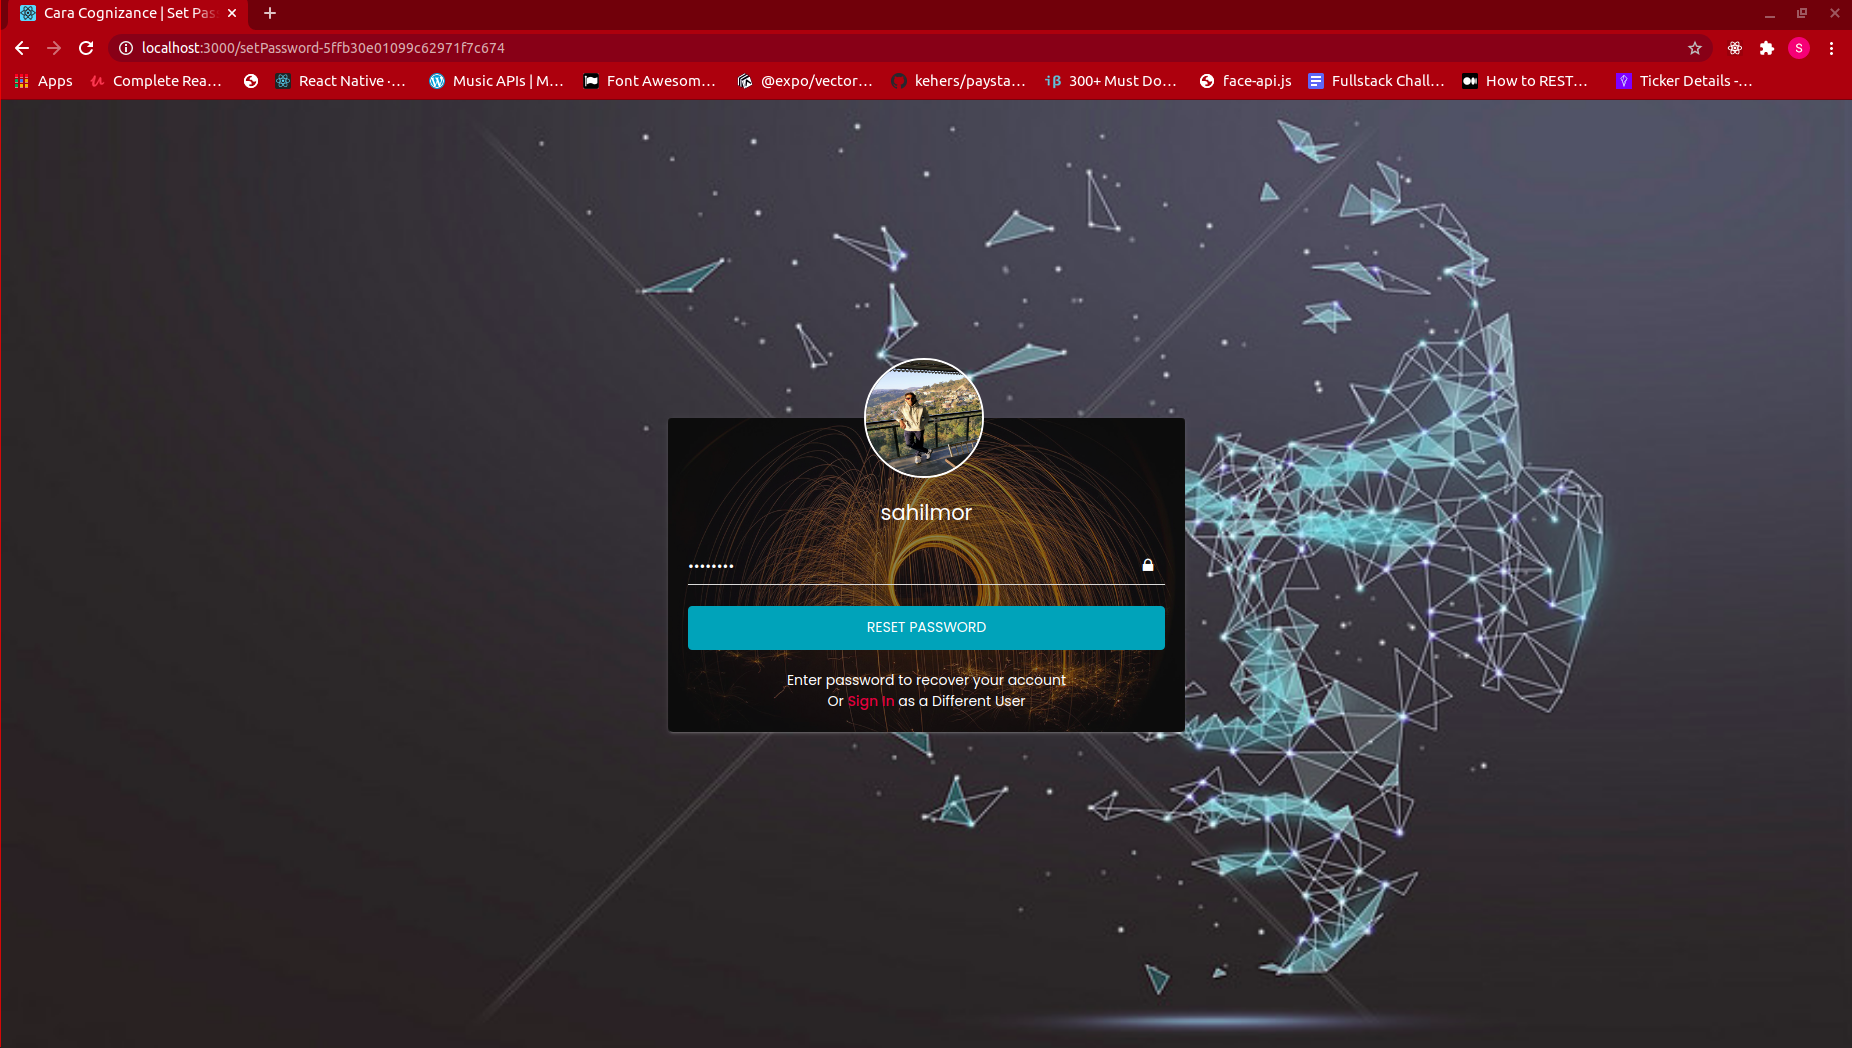 Cara Cognizance | Set Pas
localhost:3000/setPassword-5ffb30e01099c62971f7c674
S
Apps
Complete Rea...
React Native ·...
Music APIs | M...
Font Awesom...
@expo/vector...
kehers/paysta...
iβ 300+ Must Do...
face-api.js
Fullstack Chall...
How to REST...
Ticker Details -...
sahilmor
••••••••
RESET PASSWORD
Enter password to recover your account
Or Sign In as a Different User